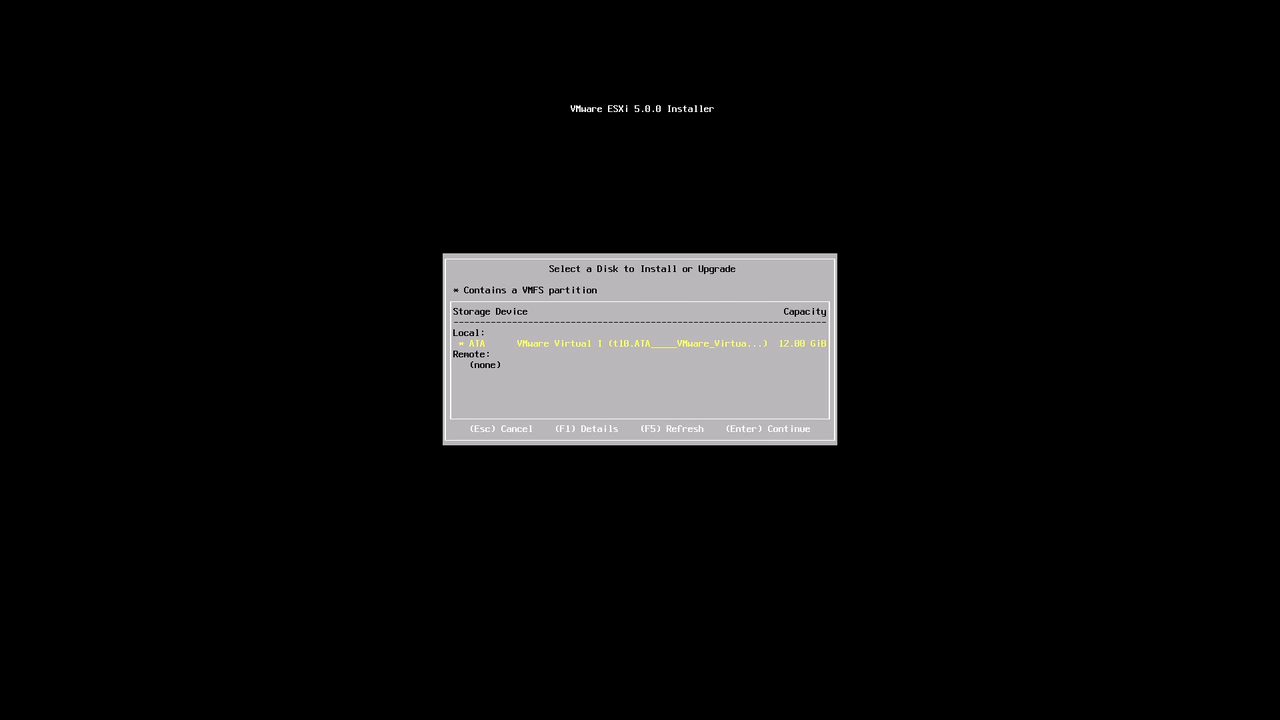 VMware ESXi 5.0.0 Installer
Select a Disk to Install or Upgrade
* Contains a VMFS partition
Storage Device Capacity
--------------------------------------------------------------------------------
Local:
* ATA VMware Virtual I (t10.ATA_____VMware_Virtua...) 12.00 GiB
Remote:
(none)
(Esc) Cancel (F1) Details (F5) Refresh (Enter) Continue